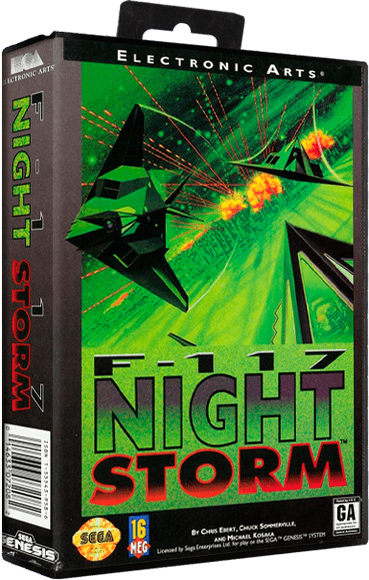 EA
ELECTRONIC ARTS
F-117
NIGHT
STORM
SEGA
GENESIS
ELECTRONIC ARTS®
F-117
NIGHT
STORM™
SEGA
16
MEG
BY CHRIS EBERT, CHUCK SOMMERVILLE,
AND MICHAEL KOSAKA
Licensed by Sega Enterprises Ltd. for play on the SEGA™ GENESIS™ SYSTEM
GA